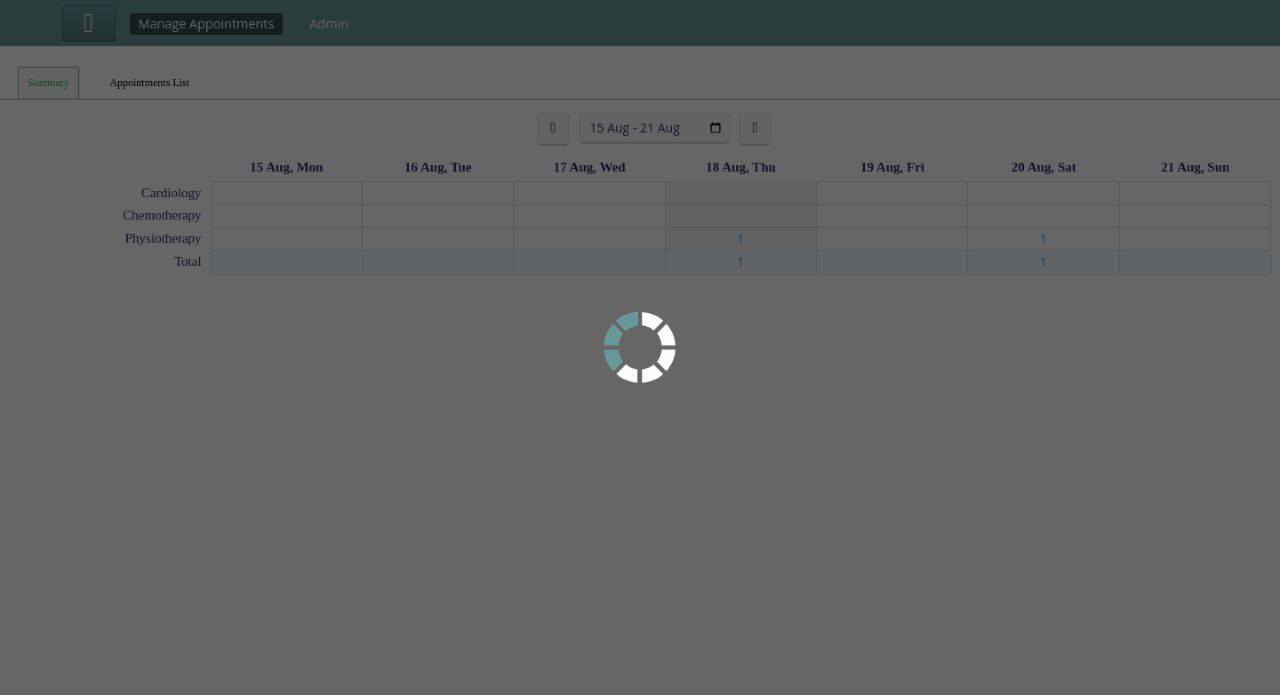 Manage Appointments Admin
Summary Appointments List
15 Aug - 21 Aug
15 Aug, Mon 16 Aug, Tue 17 Aug, Wed 18 Aug, Thu 19 Aug, Fri 20 Aug, Sat 21 Aug, Sun
Cardiology
Chemotherapy
Physiotherapy 1 1
Total 1 1